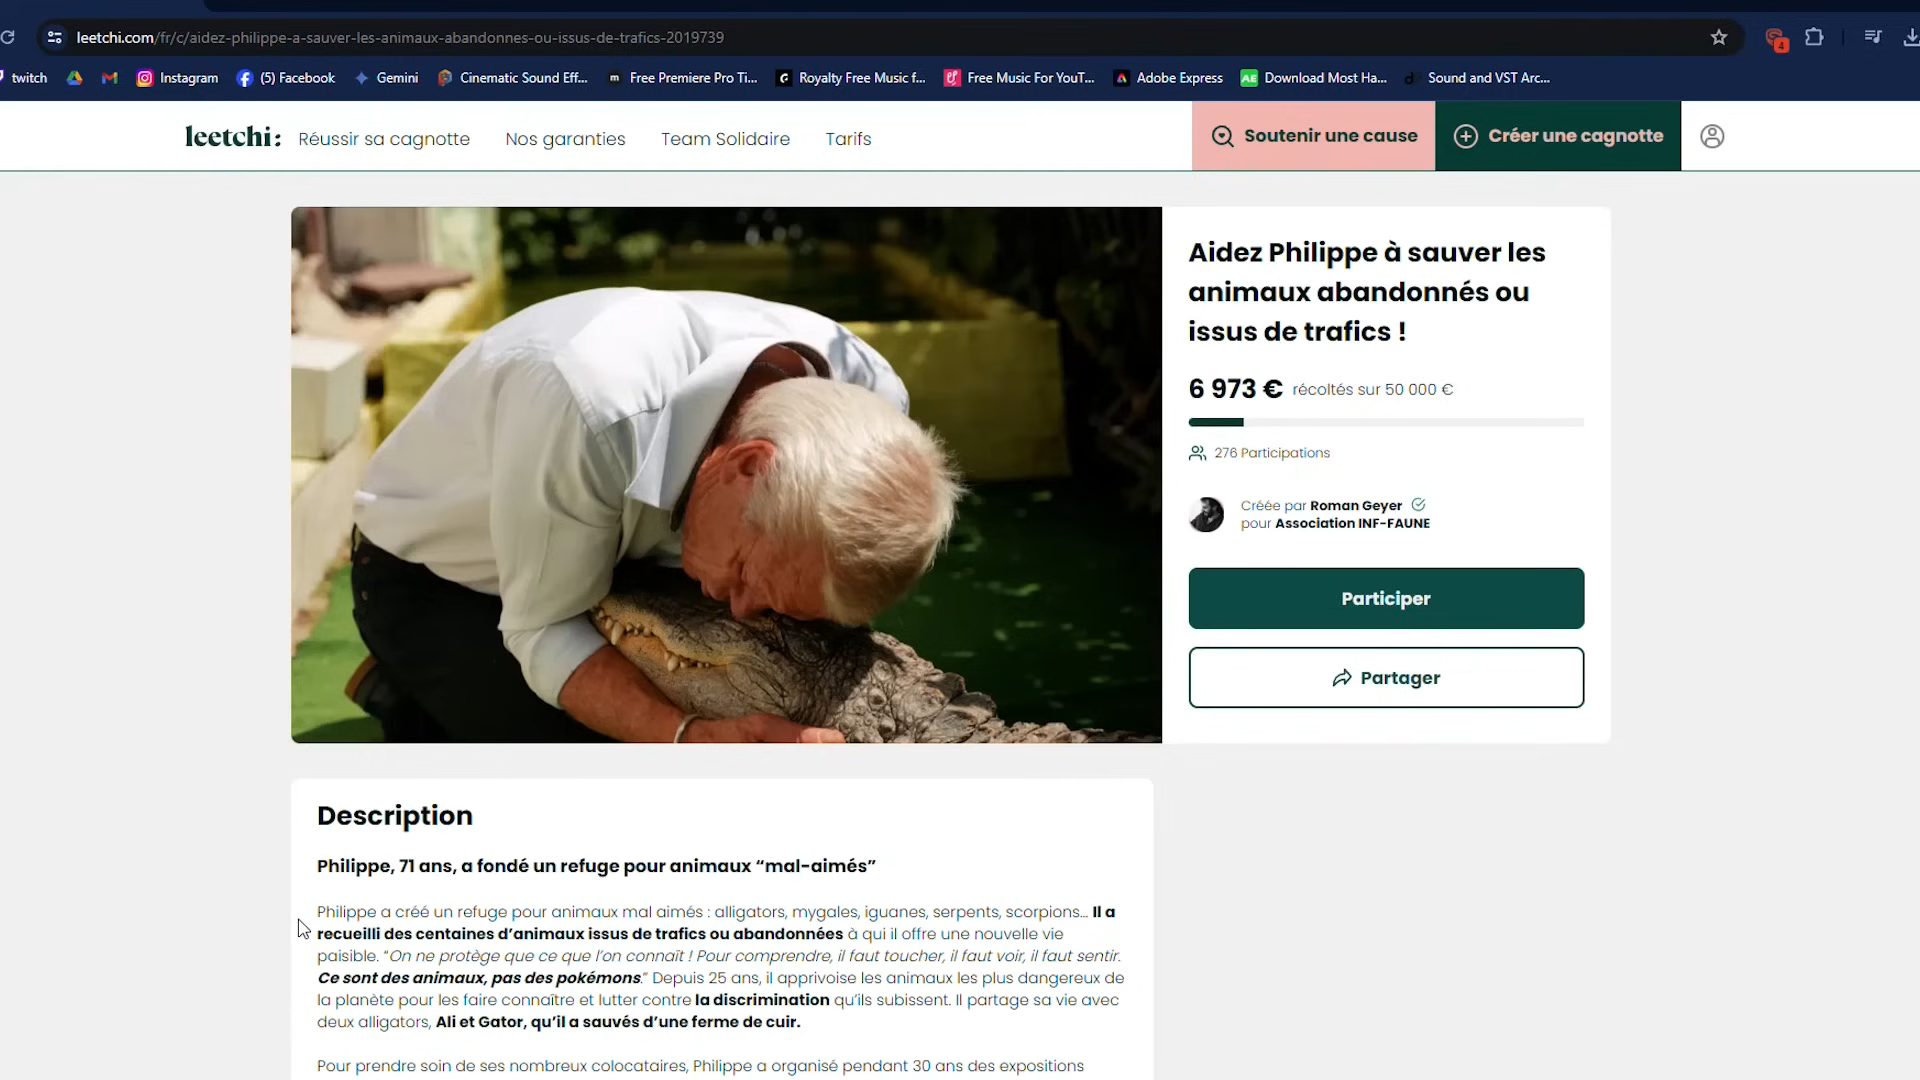 leetchi.com/fr/c/aidez-philippe-a-sauver-les-animaux-abandonnes-ou-issus-de-trafics-2019739
4
twitch
Instagram
(5) Facebook
Gemini
Cinematic Sound Eff...
Free Premiere Pro Ti...
Royalty Free Music f...
Free Music For YouT...
Adobe Express
Download Most Ha...
Sound and VST Arc...
leetchi:
Réussir sa cagnotte
Nos garanties
Team Solidaire
Tarifs
Soutenir une cause
Créer une cagnotte
Aidez Philippe à sauver les
animaux abandonnés ou
issus de trafics !
6 973 € récoltés sur 50 000 €
276 Participations
Créée par Roman Geyer
pour Association INF-FAUNE
Participer
Partager
Description
Philippe, 71 ans, a fondé un refuge pour animaux “mal-aimés”
Philippe a créé un refuge pour animaux mal aimés : alligators, mygales, iguanes, serpents, scorpions… Il a
recueilli des centaines d’animaux issus de trafics ou abandonnées à qui il offre une nouvelle vie
paisible. “On ne protège que ce que l’on connaît ! Pour comprendre, il faut toucher, il faut voir, il faut sentir.
Ce sont des animaux, pas des pokémons.” Depuis 25 ans, il apprivoise les animaux les plus dangereux de
la planète pour les faire connaître et lutter contre la discrimination qu’ils subissent. Il partage sa vie avec
deux alligators, Ali et Gator, qu’il a sauvés d’une ferme de cuir.
Pour prendre soin de ses nombreux colocataires, Philippe a organisé pendant 30 ans des expositions